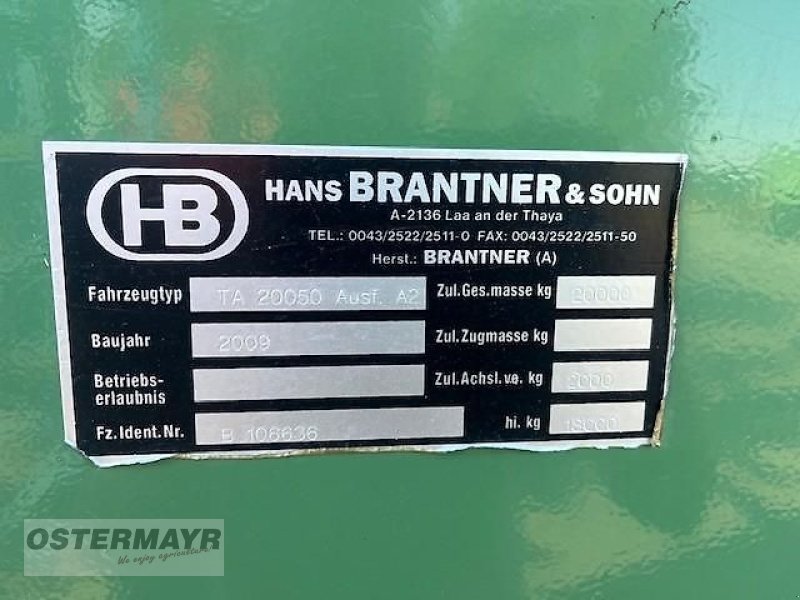 HB
HANS BRANTNER & SOHN
A-2136 Laa an der Thaya
TEL.: 0043/2522/2511-0 FAX: 0043/2522/2511-50
Herst.: BRANTNER (A)
Fahrzeugtyp TA 20050 Ausf. A2 Zul.Ges.masse kg 20000
Baujahr 2009 Zul.Zugmasse kg
Betriebs-
erlaubnis Zul.Achsl.v.e. kg 2000
Fz.Ident.Nr. B 106636 hi. kg 18000
OSTERMAYR
We enjoy agriculture